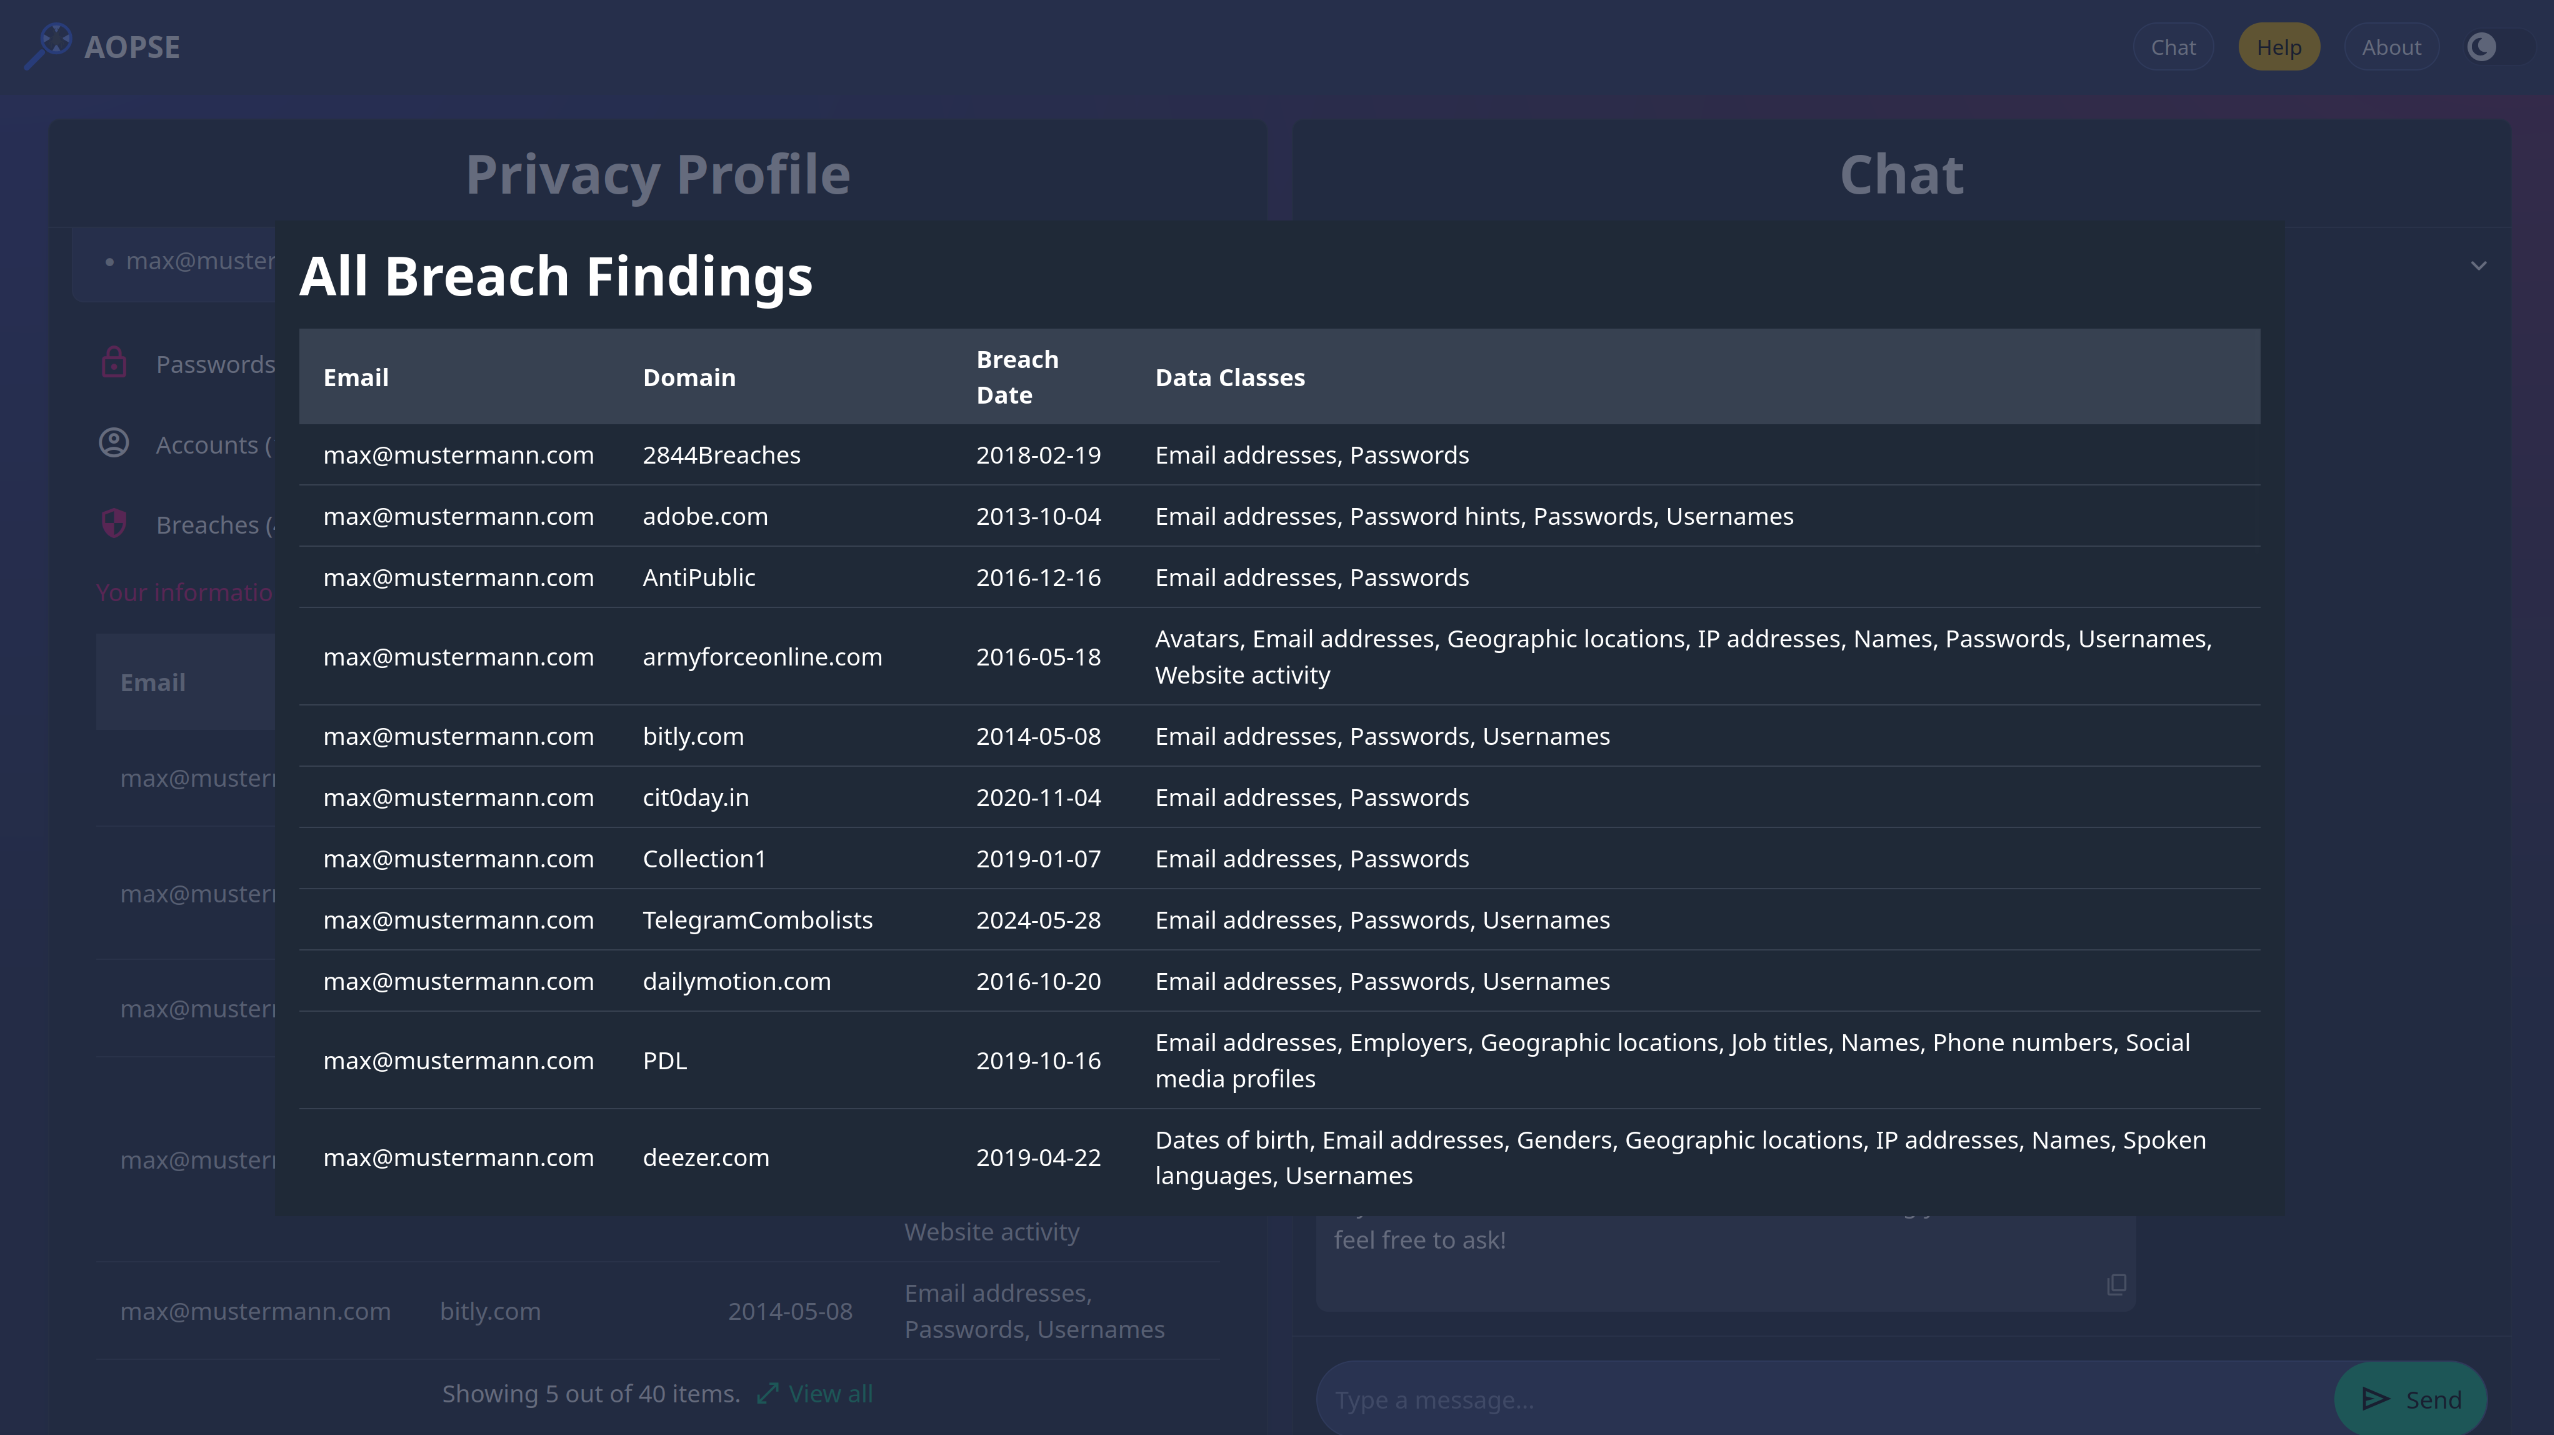 AOPSE
Chat
Help
About
Privacy Profile
Chat
max@muster
Passwords
Accounts (
Breaches (
Your informatio
Email
max@muster
max@muster
max@muster
max@muster
All Breach Findings
Email Domain Breach Date Data Classes
max@mustermann.com 2844Breaches 2018-02-19 Email addresses, Passwords
max@mustermann.com adobe.com 2013-10-04 Email addresses, Password hints, Passwords, Usernames
max@mustermann.com AntiPublic 2016-12-16 Email addresses, Passwords
max@mustermann.com armyforceonline.com 2016-05-18 Avatars, Email addresses, Geographic locations, IP addresses, Names, Passwords, Usernames,
Website activity
max@mustermann.com bitly.com 2014-05-08 Email addresses, Passwords, Usernames
max@mustermann.com cit0day.in 2020-11-04 Email addresses, Passwords
max@mustermann.com Collection1 2019-01-07 Email addresses, Passwords
max@mustermann.com TelegramCombolists 2024-05-28 Email addresses, Passwords, Usernames
max@mustermann.com dailymotion.com 2016-10-20 Email addresses, Passwords, Usernames
max@mustermann.com PDL 2019-10-16 Email addresses, Employers, Geographic locations, Job titles, Names, Phone numbers, Social
media profiles
max@mustermann.com deezer.com 2019-04-22 Dates of birth, Email addresses, Genders, Geographic locations, IP addresses, Names, Spoken
languages, Usernames
Website activity
max@mustermann.com bitly.com 2014-05-08 Email addresses,
Passwords, Usernames
Showing 5 out of 40 items. View all
feel free to ask!
Type a message...
Send